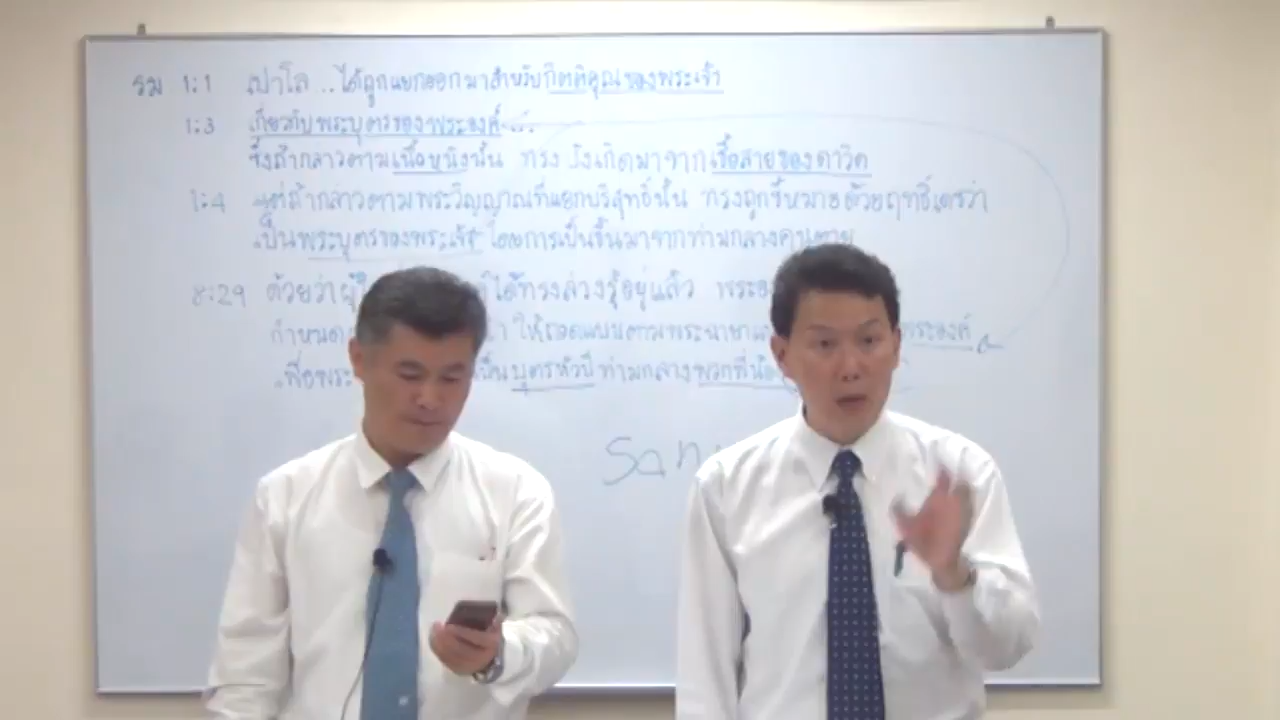 รม 1:1 เปาโล...ได้ถูกแยกออกมาสำหรับกิตติคุณของพระเจ้า
1:3 เกี่ยวกับพระบุตรของพระองค์
ซึ่งถ้ากล่าวตามเนื้อหนังนั้น ทรงบังเกิดมาจากเชื้อสายของดาวิด
1:4 แต่ถ้ากล่าวตามพระวิญญาณที่แยกบริสุทธิ์นั้น ทรงถูกชี้หมายด้วยฤทธิ์เดชว่า
เป็นพระบุตรของพระเจ้า โดยการเป็นขึ้นมาจากท่ามกลางคนตาย
8:29 ด้วยว่าผู้ ได้ทรงล่วงรู้อยู่แล้ว พระอง
กำหนด ให้ถอดแบบตามพระฉายา พระองค์
เพื่อพระ เป็นบุตรหัวปี ท่ามกลางพวกพี่น้อ
San